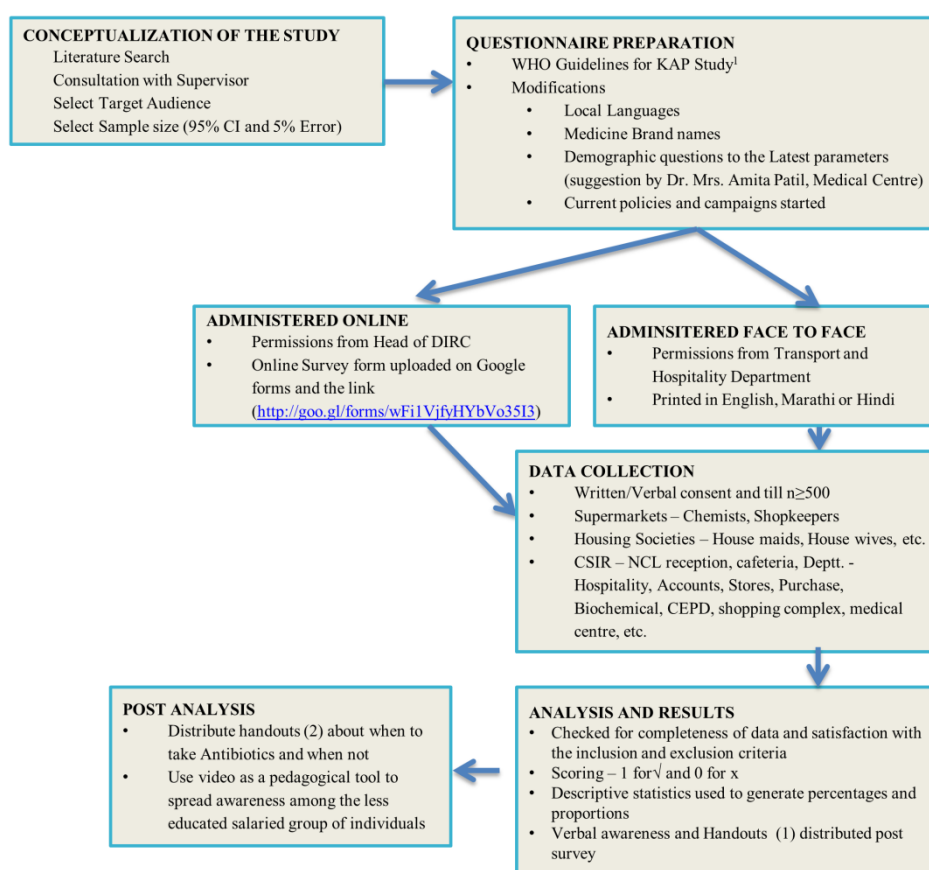 CONCEPTUALIZATION OF THE STUDY
Literature Search
Consultation with Supervisor
Select Target Audience
Select Sample size (95% CI and 5% Error)
QUESTIONNAIRE PREPARATION
• WHO Guidelines for KAP Study¹
• Modifications
• Local Languages
• Medicine Brand names
• Demographic questions to the Latest parameters
(suggestion by Dr. Mrs. Amita Patil, Medical Centre)
• Current policies and campaigns started
ADMINISTERED ONLINE
• Permissions from Head of DIRC
• Online Survey form uploaded on Google
forms and the link
(http://goo.gl/forms/wFi1VjfyHYbVo35I3)
ADMINSITERED FACE TO FACE
• Permissions from Transport and
Hospitality Department
• Printed in English, Marathi or Hindi
DATA COLLECTION
• Written/Verbal consent and till n≥500
• Supermarkets – Chemists, Shopkeepers
• Housing Societies – House maids, House wives, etc.
• CSIR – NCL reception, cafeteria, Deptt. -
Hospitality, Accounts, Stores, Purchase,
Biochemical, CEPD, shopping complex, medical
centre, etc.
ANALYSIS AND RESULTS
• Checked for completeness of data and satisfaction with
the inclusion and exclusion criteria
• Scoring – 1 for√ and 0 for x
• Descriptive statistics used to generate percentages and
proportions
• Verbal awareness and Handouts (1) distributed post
survey
POST ANALYSIS
• Distribute handouts (2) about when to
take Antibiotics and when not
• Use video as a pedagogical tool to
spread awareness among the less
educated salaried group of individuals